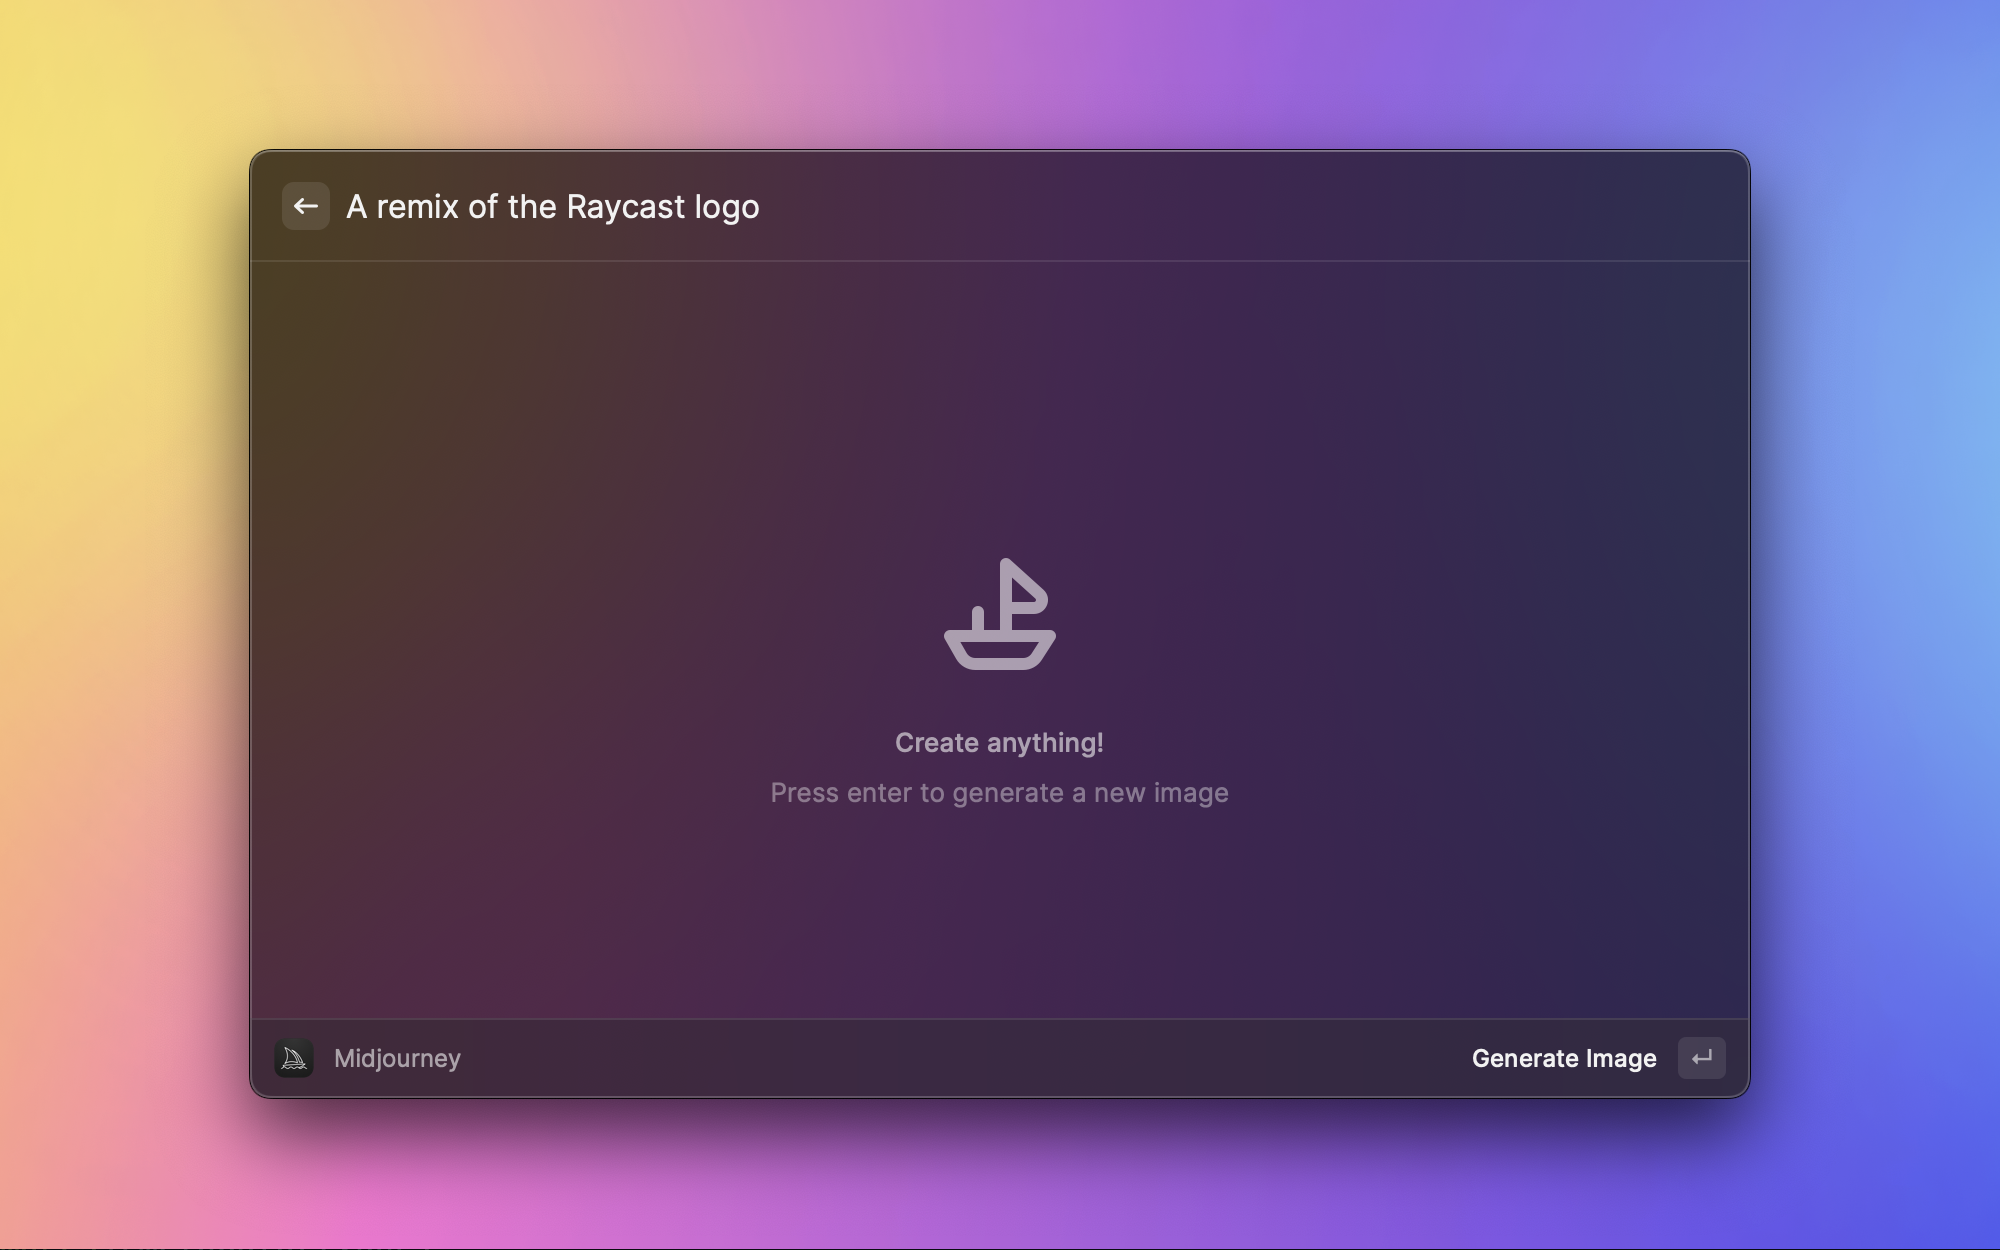 A remix of the Raycast logo
Create anything!
Press enter to generate a new image
Midjourney
Generate Image